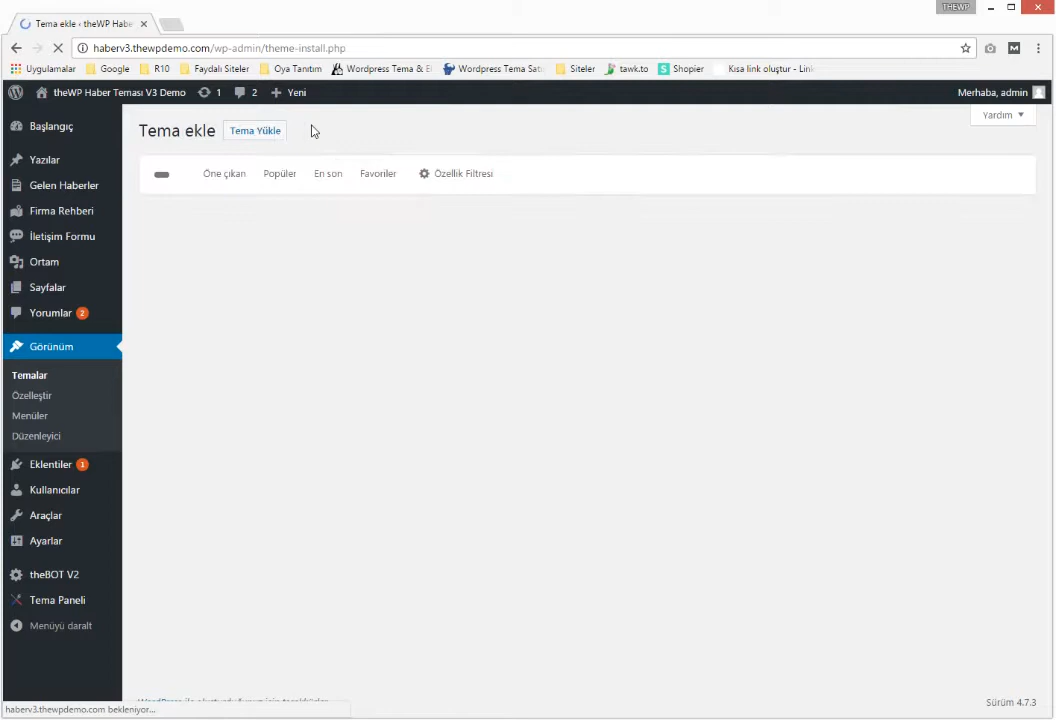 THEWP
Tema ekle ‹ theWP Haber
haberv3.thewpdemo.com/wp-admin/theme-install.php
Uygulamalar
Google
R10
Faydalı Siteler
Oya Tanıtım
Wordpress Tema & E
Wordpress Tema Satı
Siteler
tawk.to
Shopier
Kısa link oluştur - Link
theWP Haber Teması V3 Demo
1
2
Yeni
Merhaba, admin
Yardım
Tema ekle
Tema Yükle
Öne çıkan
Popüler
En son
Favoriler
Özellik Filtresi
Başlangıç
Yazılar
Gelen Haberler
Firma Rehberi
İletişim Formu
Ortam
Sayfalar
Yorumlar 2
Görünüm
Temalar
Özelleştir
Menüler
Düzenleyici
Eklentiler 1
Kullanıcılar
Araçlar
Ayarlar
theBOT V2
Tema Paneli
Menüyü daralt
Sürüm 4.7.3
haberv3.thewpdemo.com bekleniyor...